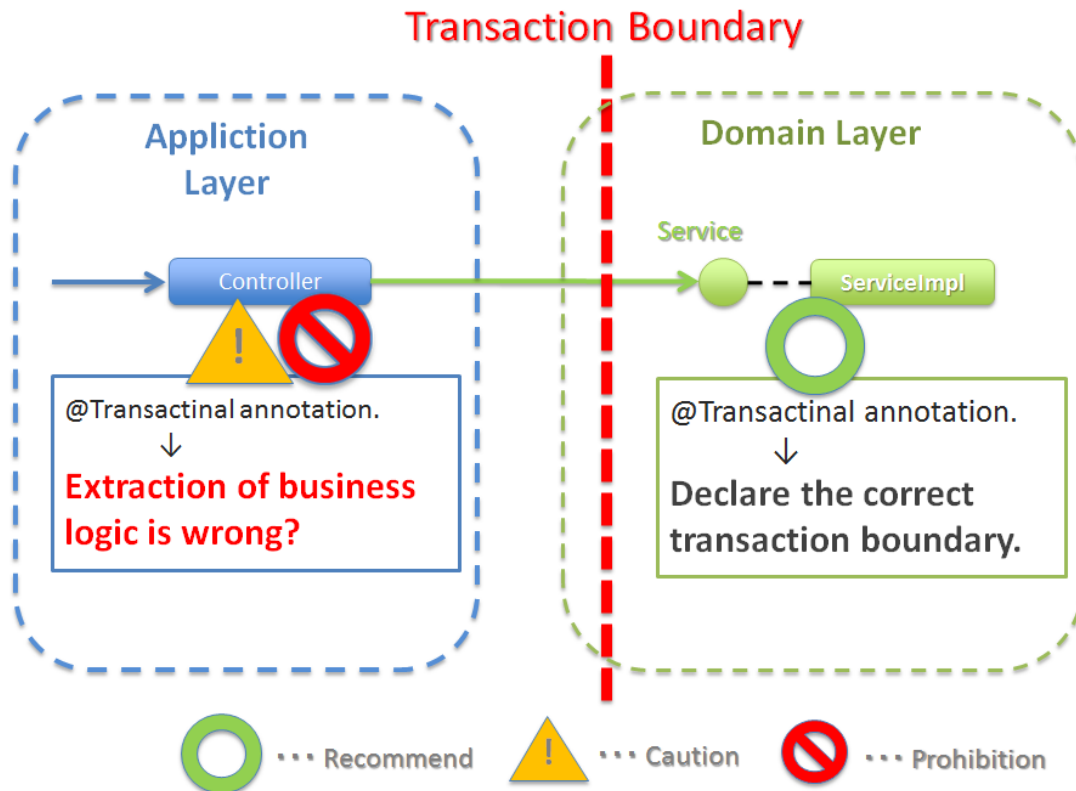 Transaction Boundary
Appliction
Layer
Domain Layer
Service
Controller
ServiceImpl
!
@Transactinal annotation.
↓
Extraction of business
logic is wrong?
@Transactinal annotation.
↓
Declare the correct
transaction boundary.
··· Recommend
!
··· Caution
··· Prohibition